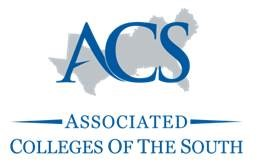 ACS
ASSOCIATED
COLLEGES OF THE SOUTH